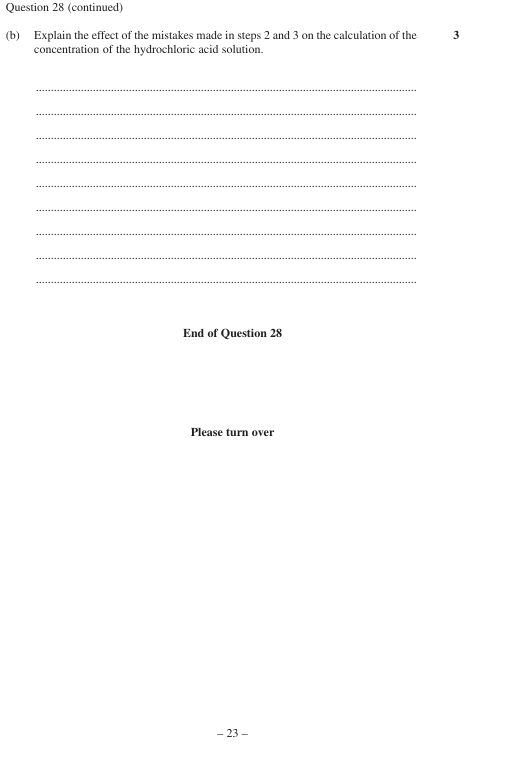 Question 28 (continued)
(b) Explain the effect of the mistakes made in steps 2 and 3 on the calculation of the 3
concentration of the hydrochloric acid solution.
................................................................................................................................
................................................................................................................................
................................................................................................................................
................................................................................................................................
................................................................................................................................
................................................................................................................................
................................................................................................................................
................................................................................................................................
................................................................................................................................
End of Question 28
Please turn over
– 23 –